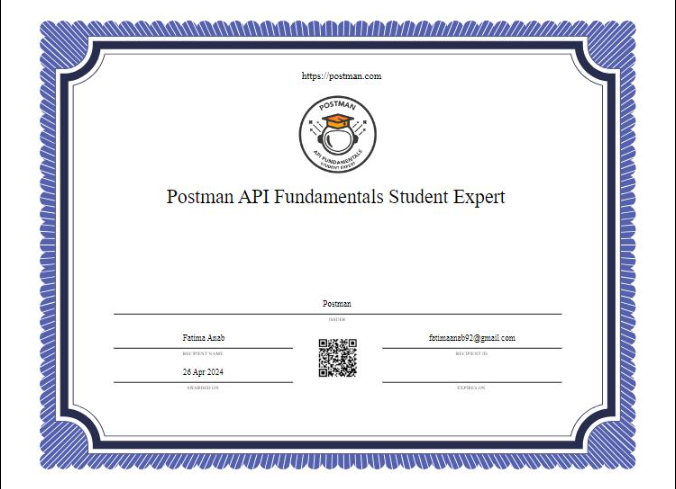 https://postman.com
POSTMAN
API FUNDAMENTALS
STUDENT EXPERT
Postman API Fundamentals Student Expert
Postman
ISSUER
Fatima Anab
fatimaanab92@gmail.com
RECIPIENT NAME
RECIPIENT ID
26 Apr 2024
AWARDED ON
EXPIRES ON